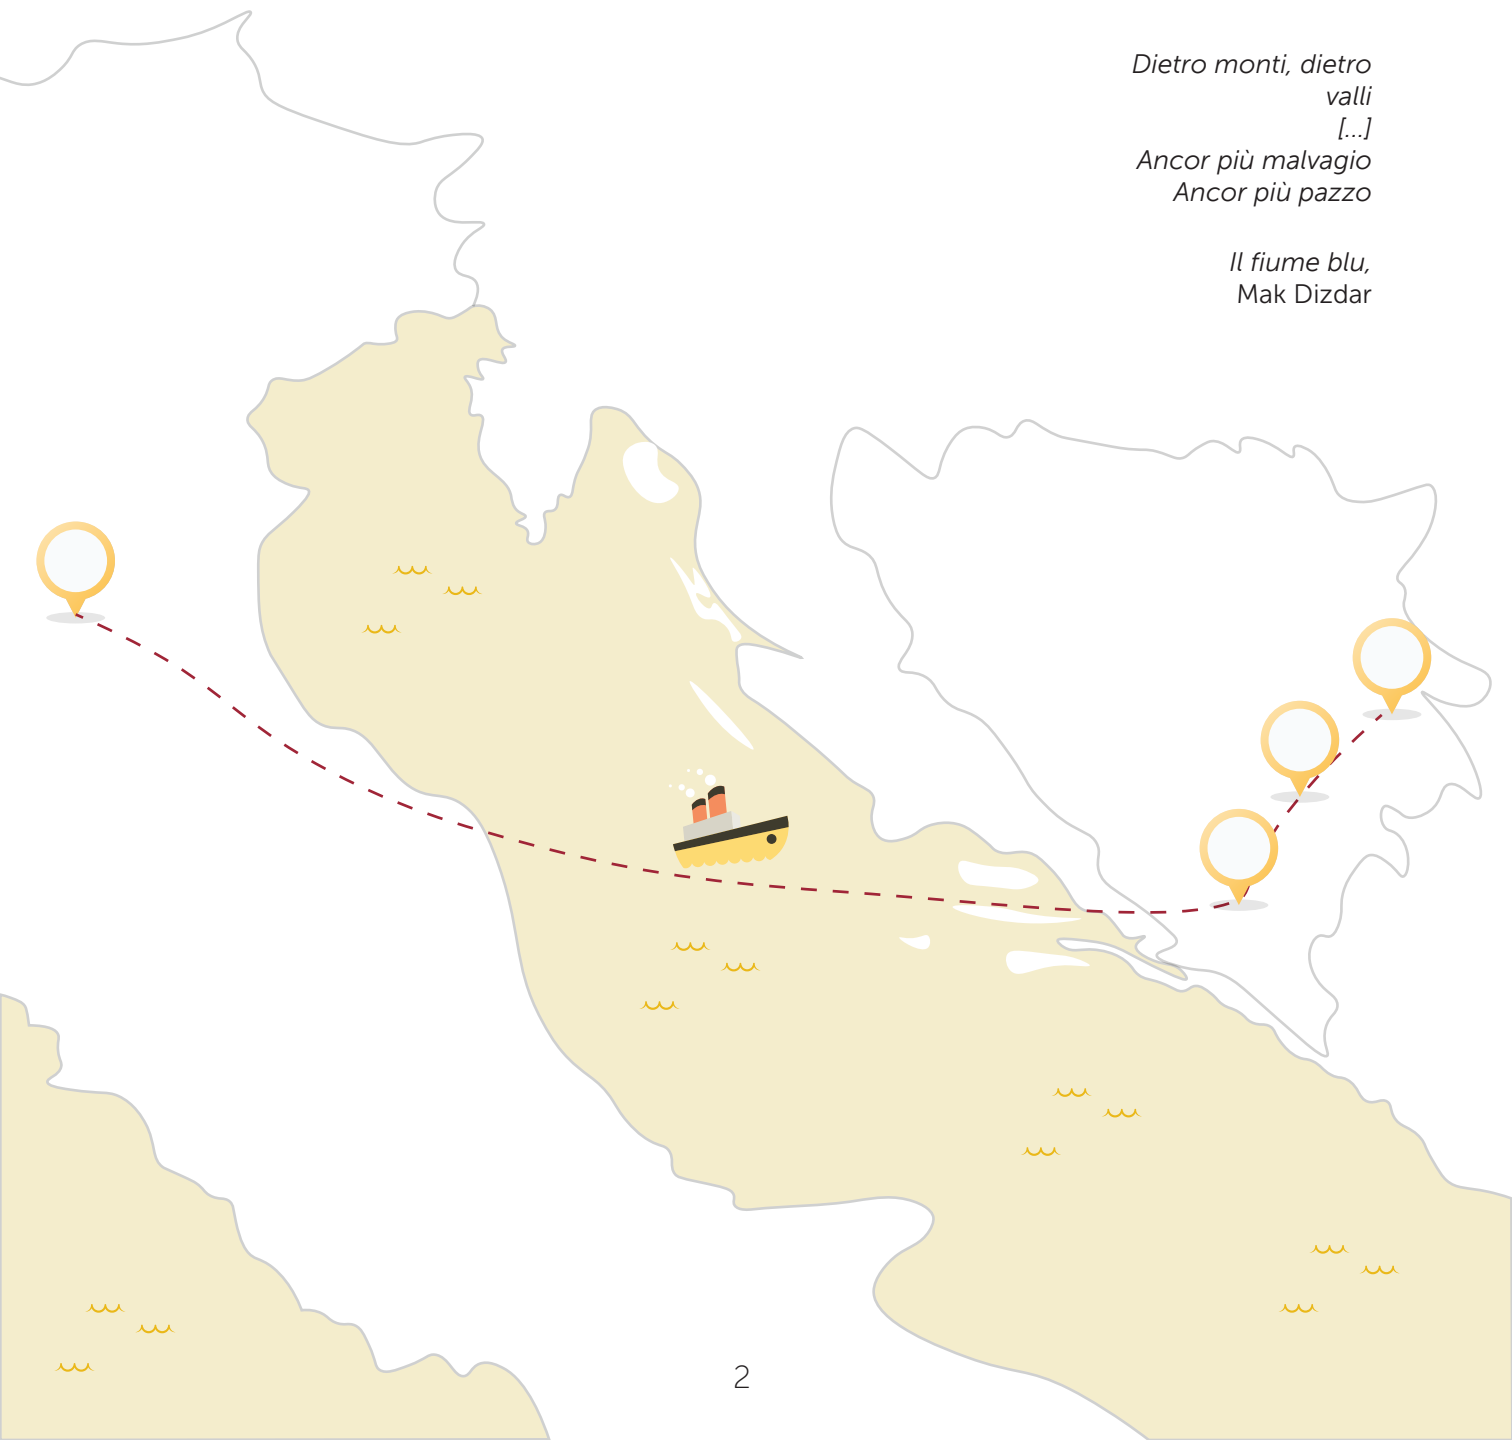 Dietro monti, dietro
valli
[...]
Ancor più malvagio
Ancor più pazzo
Il fiume blu,
Mak Dizdar
2